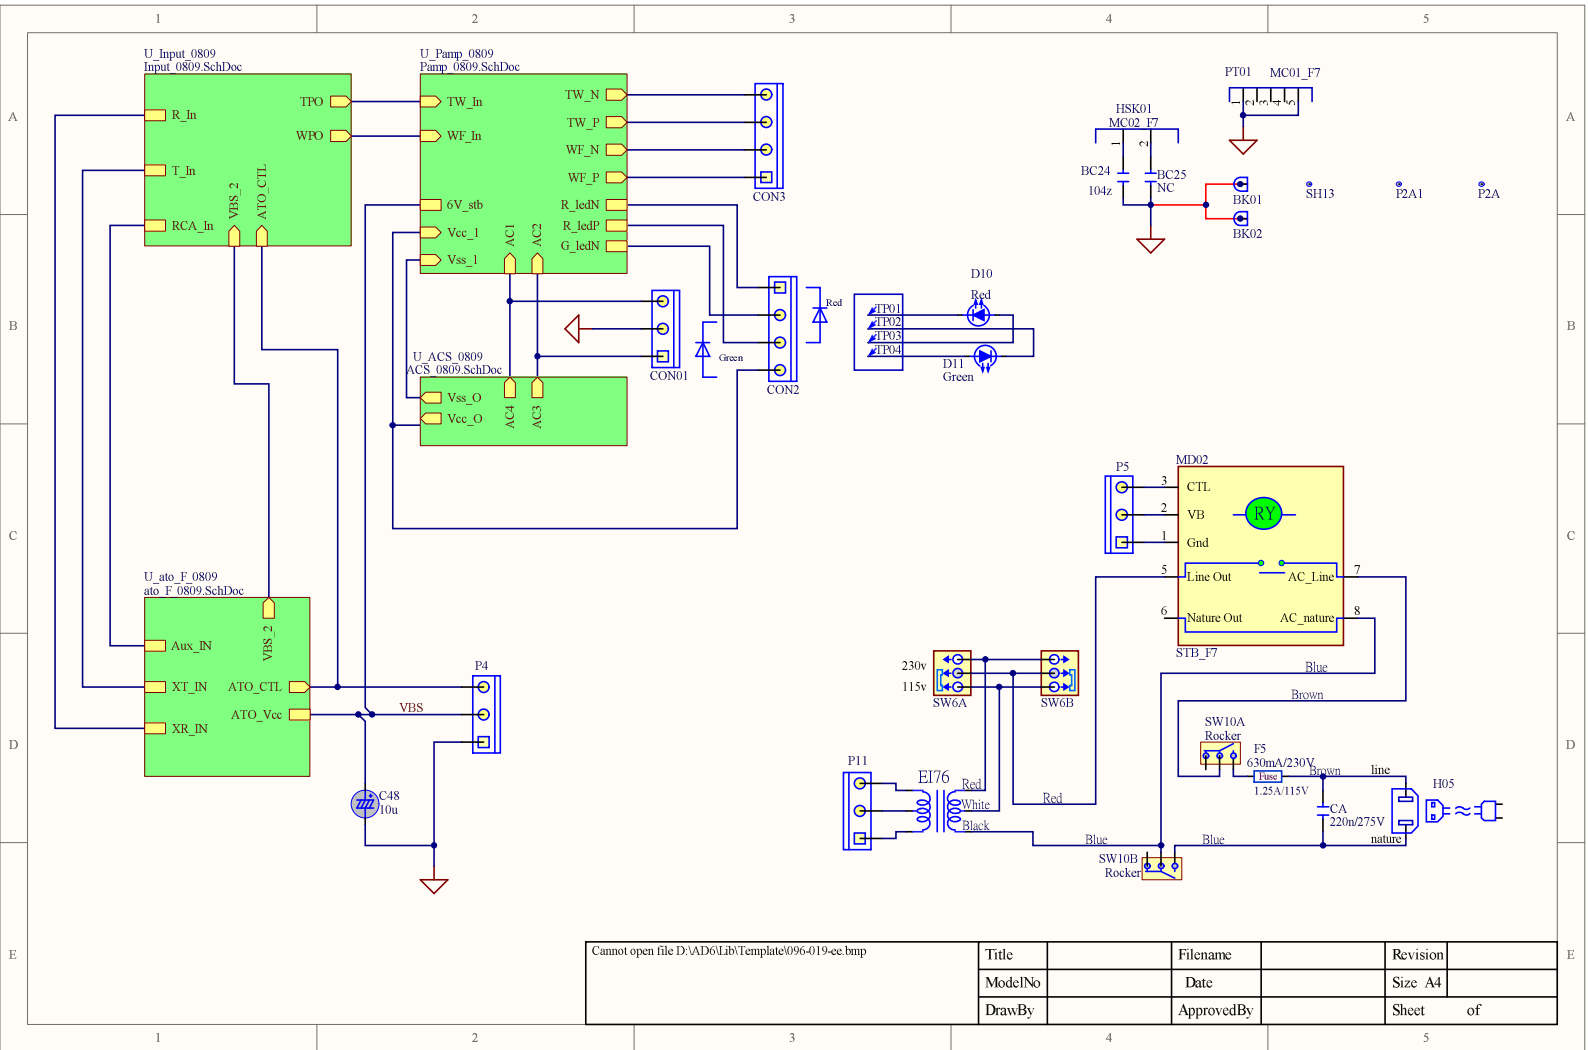 1 2 3 4 5
A
B
C
D
E
A
B
C
D
E
1 2 3 4 5
U_Input_0809
Input_0809.SchDoc
R_In
T_In
RCA_In
TPO
WPO
VBS_2
ATO_CTL
U_Pamp_0809
Pamp_0809.SchDoc
TW_In
WF_In
6V_stb
Vcc_1
Vss_1
TW_N
TW_P
WF_N
WF_P
R_ledN
R_ledP
G_ledN
AC1
AC2
CON3
PT01 MC01_F7
1 2 3 4 5
HSK01
MC02_F7
1 2
BC24
104z
BC25
NC
BK01
BK02
SH13
P2A1
P2A
CON01
CON2
Red
Green
TP01
TP02
TP03
TP04
D10
Red
D11
Green
U_ACS_0809
ACS_0809.SchDoc
Vss_O
Vcc_O
AC4
AC3
U_ato_F_0809
ato_F_0809.SchDoc
Aux_IN
XT_IN
XR_IN
VBS_2
ATO_CTL
ATO_Vcc
VBS
P4
C48
10u
P5
MD02
3 CTL
2 VB
1 Gnd
RY
5 Line Out AC_Line 7
6 Nature Out AC_nature 8
STB_F7
230v
115v
SW6A
SW6B
Blue
Brown
SW10A
Rocker
F5
630mA/230V
Fuse
1.25A/115V
Brown
line
H05
CA
220n/275V
nature
P11
EI76
Red
White
Black
Red
Blue
Blue
SW10B
Rocker
Cannot open file D:\AD6\Lib\Template\096-019-ee.bmp
Title Filename Revision
ModelNo Date Size A4
DrawBy ApprovedBy Sheet of